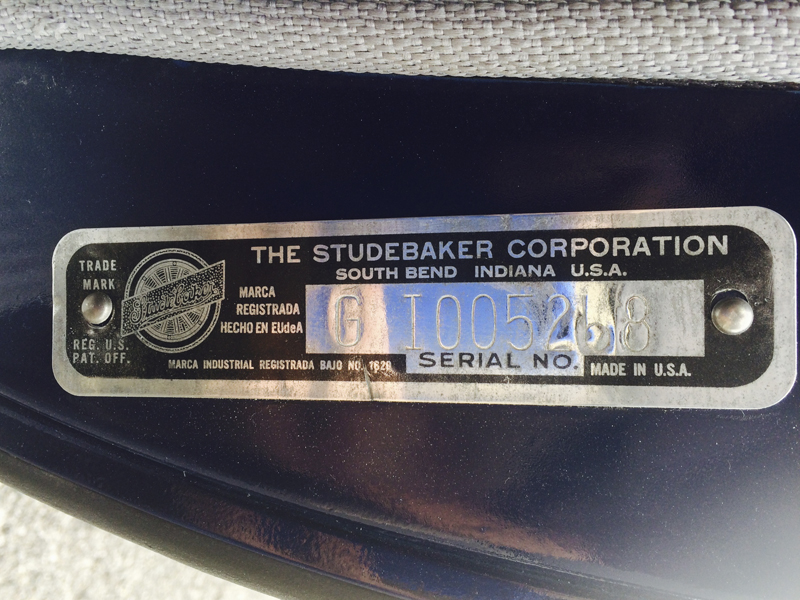 THE STUDEBAKER CORPORATION
SOUTH BEND INDIANA U.S.A.
TRADE
MARK
Studebaker
REG. U.S.
PAT. OFF.
MARCA
REGISTRADA
HECHO EN EUdeA
G I005268
MARCA INDUSTRIAL REGISTRADA BAJO NO. 1620
SERIAL NO.
MADE IN U.S.A.